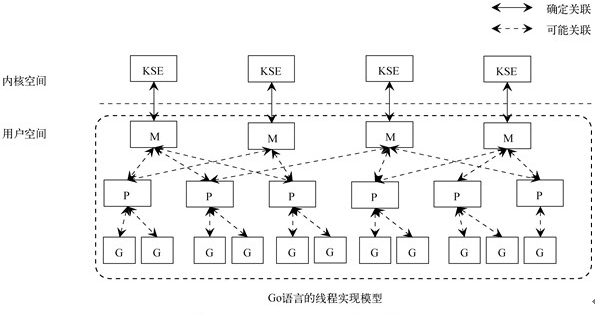 确定关联
可能关联
KSE KSE KSE KSE
内核空间
用户空间
M M M M
P P P P P P
G G G G G G G G G G G
Go语言的线程实现模型